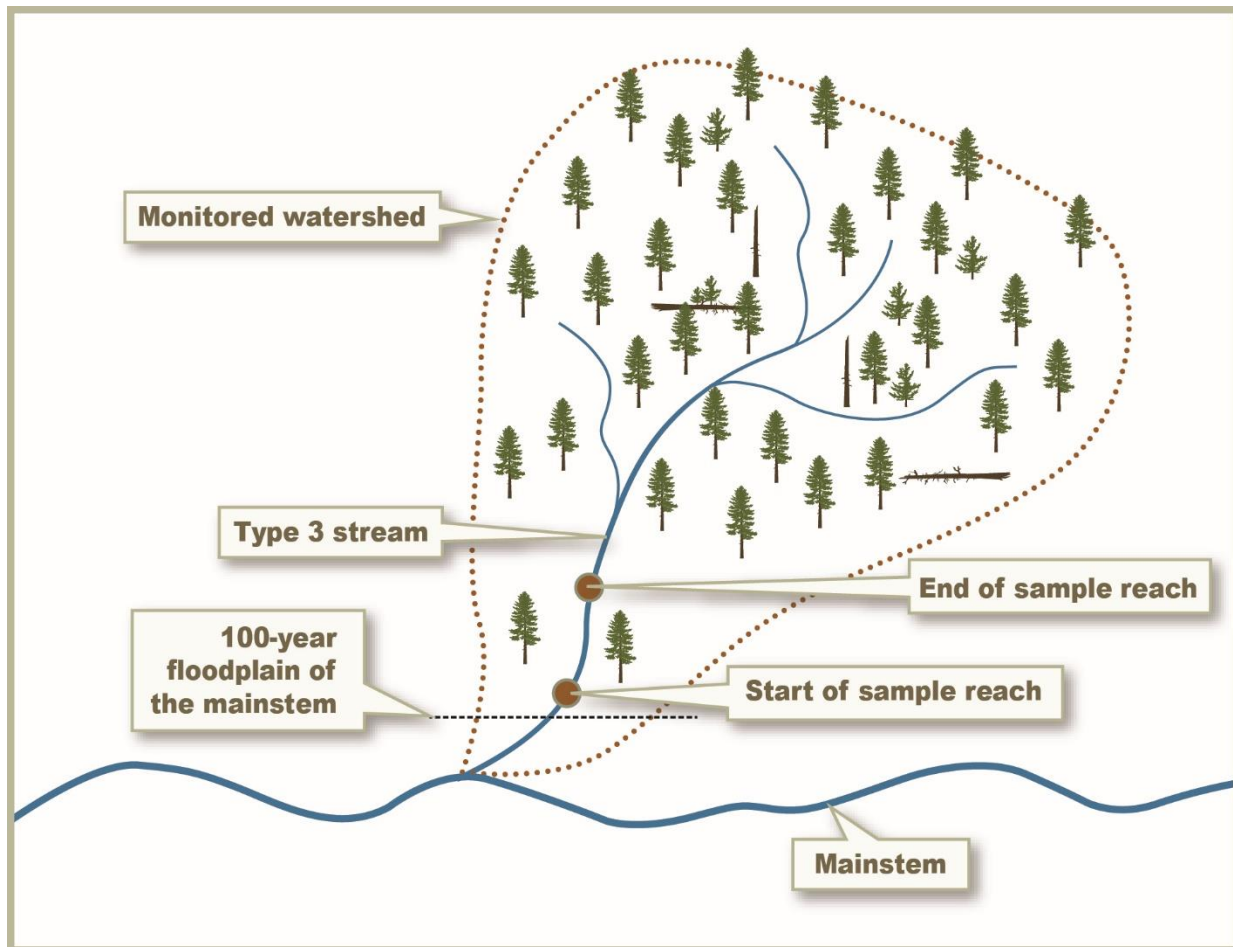 Monitored watershed
Type 3 stream
End of sample reach
100-year
floodplain of
the mainstem
Start of sample reach
Mainstem